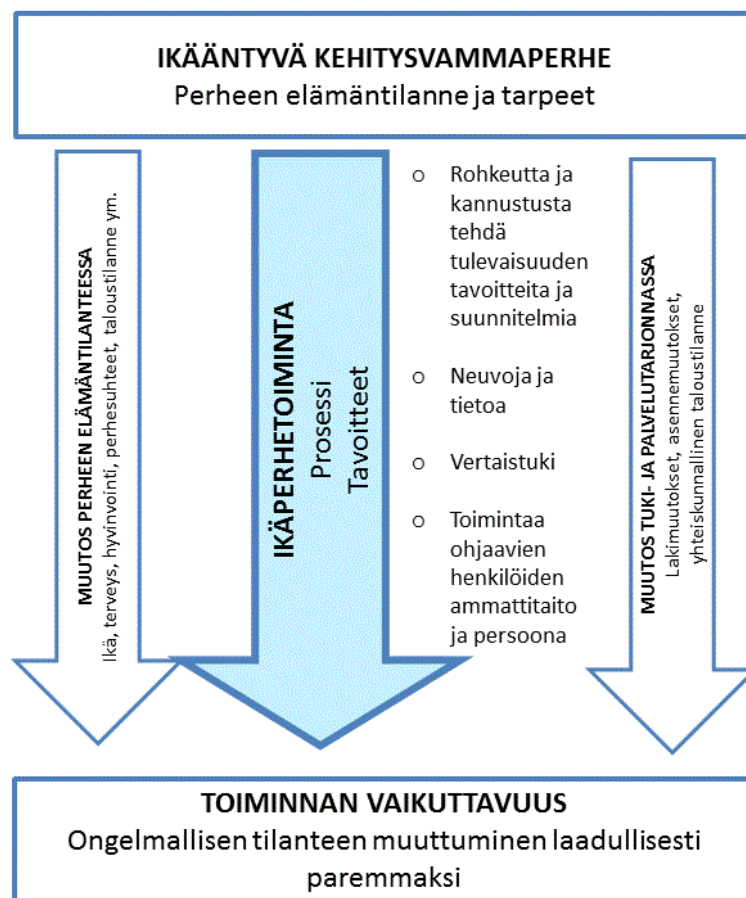 IKÄÄNTYVÄ KEHITYSVAMMAPERHE
Perheen elämäntilanne ja tarpeet
MUUTOS PERHEEN ELÄMÄNTILANTEESSA
Ikä, terveys, hyvinvointi, perhesuhteet, taloustilanne ym.
IKÄPERHETOIMINTA
Prosessi
Tavoitteet
o Rohkeutta ja
kannustusta
tehdä
tulevaisuuden
tavoitteita ja
suunnitelmia
o Neuvoja ja
tietoa
o Vertaistuki
o Toimintaa
ohjaavien
henkilöiden
ammattitaito
ja persoona
MUUTOS TUKI- JA PALVELUTARJONNASSA
Lakimuutokset, asennemuutokset,
yhteiskunnallinen taloustilanne
TOIMINNAN VAIKUTTAVUUS
Ongelmallisen tilanteen muuttuminen laadullisesti
paremmaksi